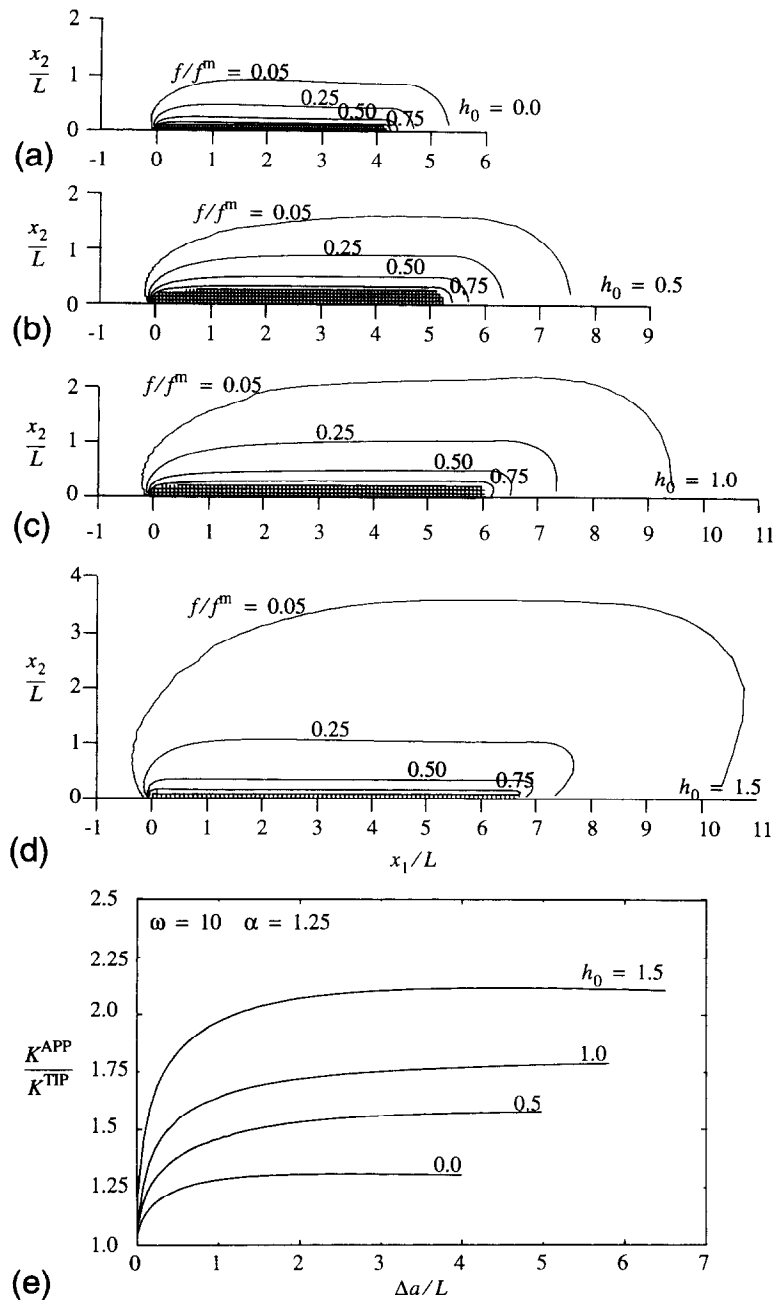 2
x₂/L
1
0
f/fᵐ = 0.05
0.25
0.50
0.75
h₀ = 0.0
(a)
-1 0 1 2 3 4 5 6
2
x₂/L
1
0
f/fᵐ = 0.05
0.25
0.50
0.75
h₀ = 0.5
(b)
-1 0 1 2 3 4 5 6 7 8 9
2
x₂/L
1
0
f/fᵐ = 0.05
0.25
0.50
0.75
h₀ = 1.0
(c)
-1 0 1 2 3 4 5 6 7 8 9 10 11
4
3
x₂/L
2
1
0
f/fᵐ = 0.05
0.25
0.50
0.75
h₀ = 1.5
-1 0 1 2 3 4 5 6 7 8 9 10 11
(d)
x₁/L
2.5
ω = 10 α = 1.25
2.25
h₀ = 1.5
2.0
Kᴬᴾᴾ/Kᵀᴵᴾ
1.75
1.0
1.5
0.5
1.25
0.0
1.0
0 1 2 3 4 5 6 7
(e)
Δa/L